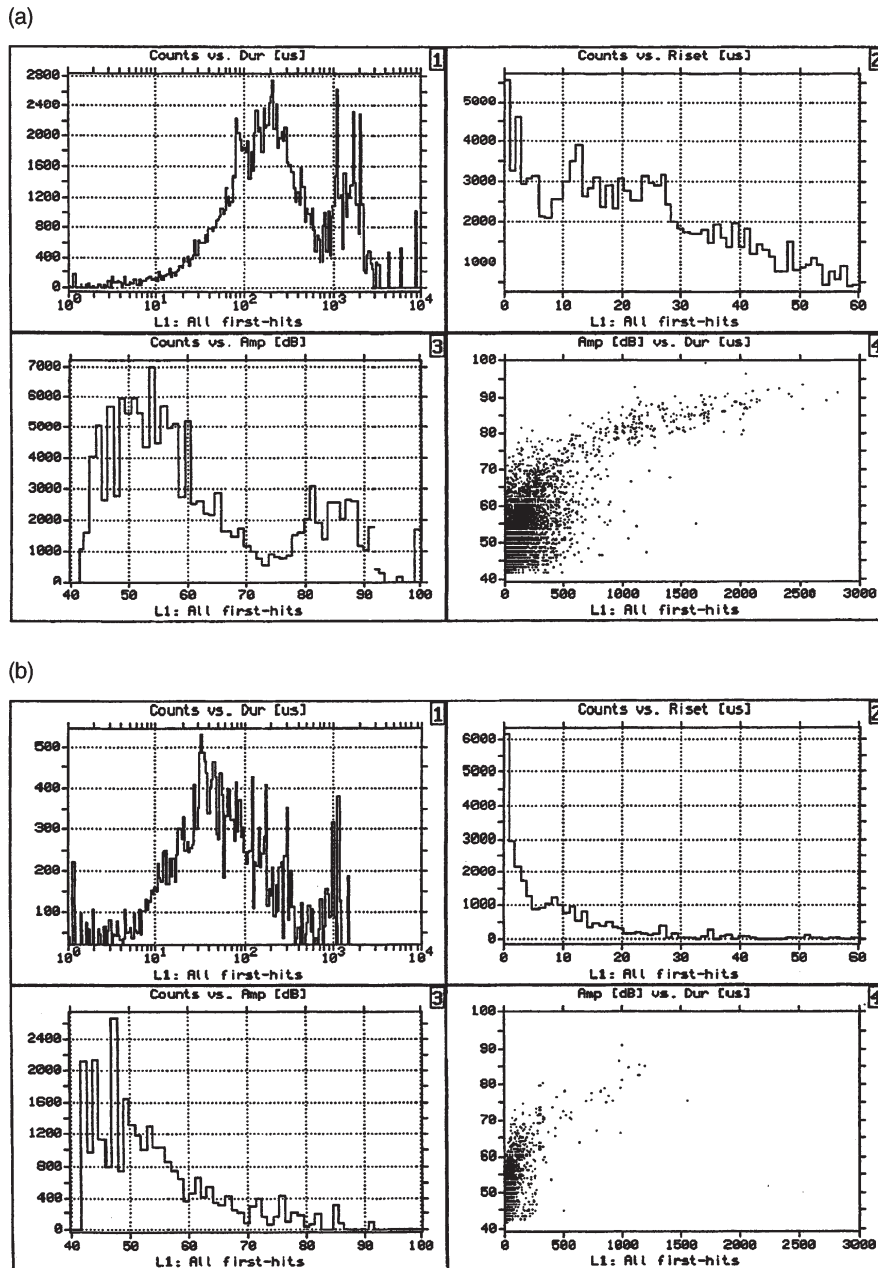 (a)
Counts vs. Dur [us]
1
2800
2400
2000
1600
1200
800
400
0
10^0 10^1 10^2 10^3 10^4
L1: All first-hits
Counts vs. Riset [us]
2
5000
4000
3000
2000
1000
0 10 20 30 40 50 60
L1: All first-hits
Counts vs. Amp [dB]
3
7000
6000
5000
4000
3000
2000
1000
0
40 50 60 70 80 90 100
L1: All first-hits
Amp [dB] vs. Dur [us]
4
100
90
80
70
60
50
40
0 500 1000 1500 2000 2500 3000
L1: All first-hits
(b)
Counts vs. Dur [us]
1
500
400
300
200
100
10^0 10^1 10^2 10^3 10^4
L1: All first-hits
Counts vs. Riset [us]
2
6000
5000
4000
3000
2000
1000
0
0 10 20 30 40 50 60
L1: All first-hits
Counts vs. Amp [dB]
3
2400
2000
1600
1200
800
400
0
40 50 60 70 80 90 100
L1: All first-hits
Amp [dB] vs. Dur [us]
4
100
90
80
70
60
50
40
0 500 1000 1500 2000 2500 3000
L1: All first-hits